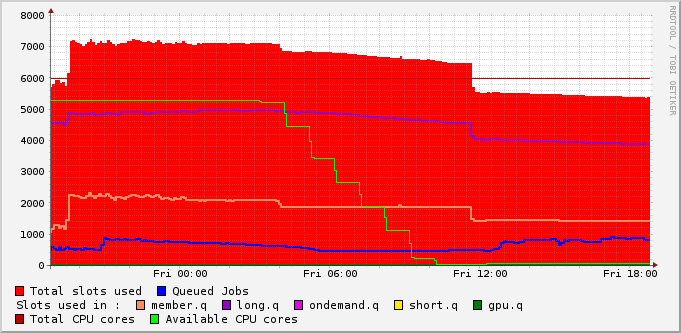 RRDTOOL / TOBI OETIKER
8000
7000
6000
5000
4000
3000
2000
1000
0
Fri 00:00 Fri 06:00 Fri 12:00 Fri 18:00
Total slots used Queued Jobs
Slots used in : member.q long.q ondemand.q short.q gpu.q
Total CPU cores Available CPU cores